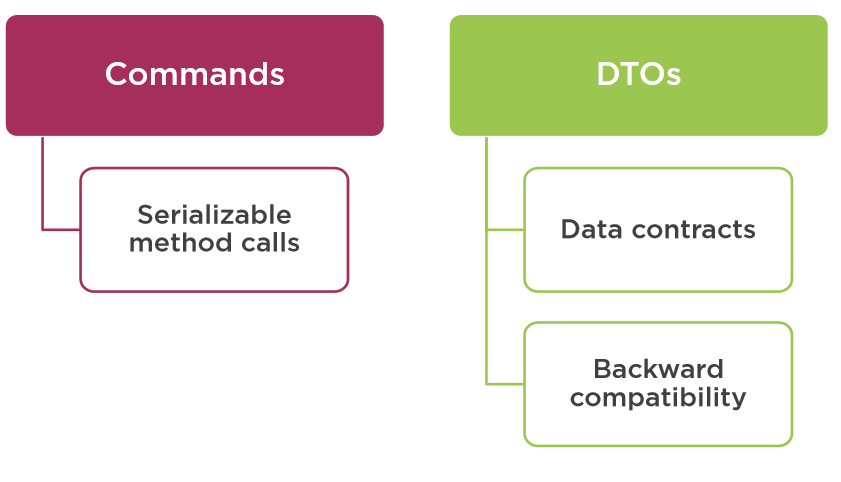 Commands
Serializable
method calls
DTOs
Data contracts
Backward
compatibility